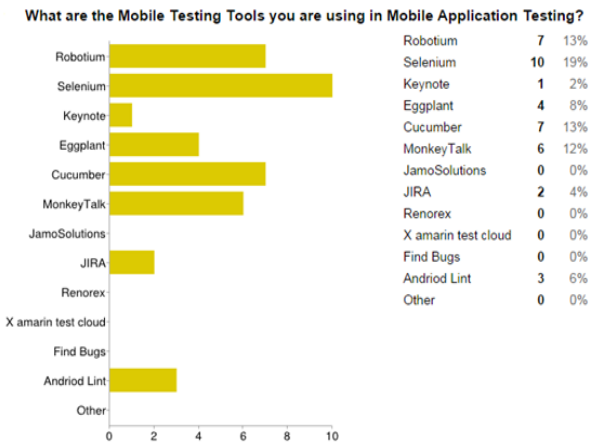 What are the Mobile Testing Tools you are using in Mobile Application Testing?
Robotium
Selenium
Keynote
Eggplant
Cucumber
MonkeyTalk
JamoSolutions
JIRA
Renorex
X amarin test cloud
Find Bugs
Andriod Lint
Other
0 2 4 6 8 10
Robotium 7 13%
Selenium 10 19%
Keynote 1 2%
Eggplant 4 8%
Cucumber 7 13%
MonkeyTalk 6 12%
JamoSolutions 0 0%
JIRA 2 4%
Renorex 0 0%
X amarin test cloud 0 0%
Find Bugs 0 0%
Andriod Lint 3 6%
Other 0 0%